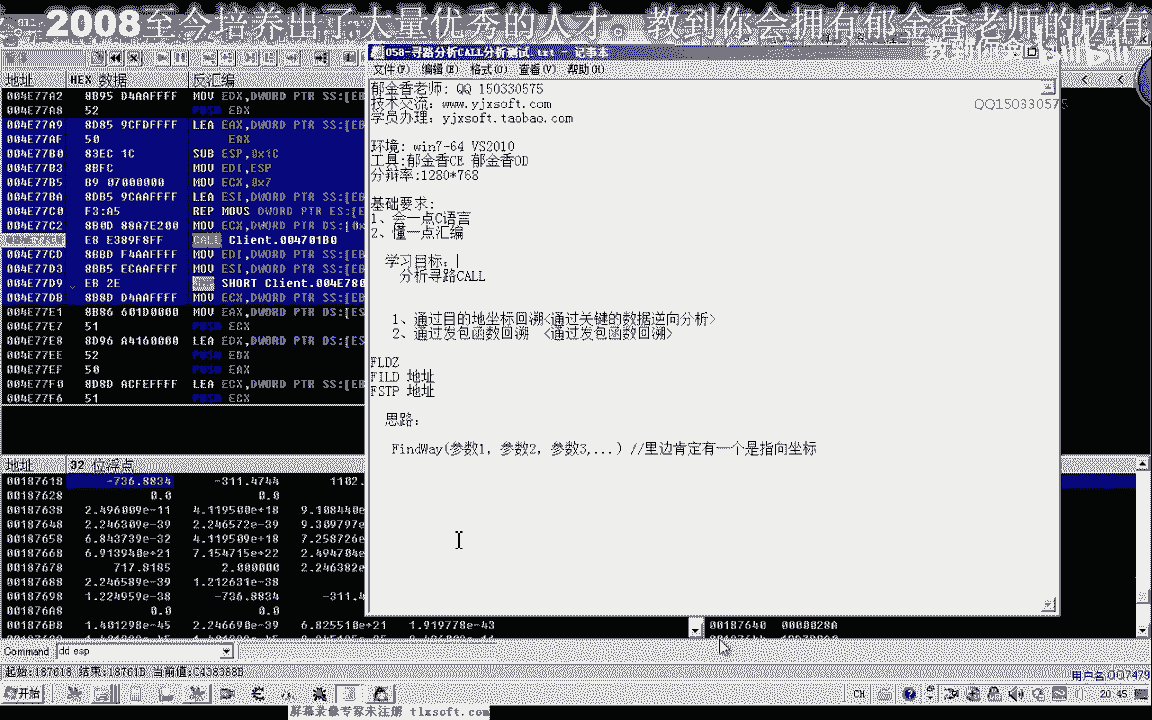 2008至今培养出了大量优秀的人才。教到你会拥有郁金香老师的所有
058-寻路分析CALL分析测试.txt - 记事本
文件(F) 编辑(E) 格式(O) 查看(V) 帮助(H)
QQ150330575
郁金香老师: QQ 150330575
技术交流: www.yjxsoft.com
学员办理: yjxsoft.taobao.com
环境: win7-64 VS2010
工具:郁金香CE 郁金香OD
分辩率:1280*768
基础要求:
1、会一点C语言
2、懂一点汇编
学习目标:
分析寻路CALL
1、通过目的地坐标回溯<通过关键的数据逆向分析>
2、通过发包函数回溯 <通过发包函数回溯>
FLDZ
FILD 地址
FSTP 地址
思路:
FindWay(参数1, 参数2, 参数3,...) //里边肯定有一个是指向坐标
地址 HEX 数据 反汇编
004E77A2 8B95 D4AAFFFF MOV EDX,DWORD PTR SS:[EB
004E77A8 52 PUSH EDX
004E77A9 8D85 9CFDFFFF LEA EAX,DWORD PTR SS:[EB
004E77AF 50 EAX
004E77B0 83EC 1C SUB ESP,0x1C
004E77B3 8BFC MOV EDI,ESP
004E77B5 B9 07000000 MOV ECX,0x7
004E77BA 8DB5 9CAAFFFF LEA ESI,DWORD PTR SS:[EB
004E77C0 F3:A5 REP MOVS DWORD PTR ES:[E
004E77C2 8B0D 88A7E200 MOV ECX,DWORD PTR DS:[0x
E8 E389F8FF CALL Client.004701B0
004E77CD 8BBD F4AAFFFF MOV EDI,DWORD PTR SS:[EB
004E77D3 8BB5 ECAAFFFF MOV ESI,DWORD PTR SS:[EB
004E77D9 EB 2E SHORT Client.004E780
004E77DB 8B8D D4AAFFFF MOV ECX,DWORD PTR SS:[EB
004E77E1 8B86 601D0000 MOV EAX,DWORD PTR DS:[ES
004E77E7 51 PUSH ECX
004E77E8 8D96 A4160000 LEA EDX,DWORD PTR DS:[ES
004E77EE 52 PUSH EDX
004E77EF 50 PUSH EAX
004E77F0 8D8D ACFEFFFF LEA ECX,DWORD PTR SS:[EB
004E77F6 51 PUSH ECX
地址 32 位浮点
00187618 -736.8834 -311.4744 1102.
00187628 0.0 0.0
00187638 2.496009e-11 4.119508e+18 9.108440e
00187648 2.246309e-39 2.246572e-39 9.309797e
00187658 6.843739e-32 4.119509e+18 7.258726e
00187668 6.913940e+21 7.154715e+22 2.494704e
00187678 717.8185 2.000000 2.246382e
00187688 2.246589e-39 1.212631e-38
00187698 1.224959e-38 -736.8834 -311.4
001876A8 0.0 0.0
001876B8 1.401298e-45 2.246690e-39 6.825518e+21 1.919778e-43
00187640 0000028A
Command dd esp
起始:187618 结束:18761B 当前值:C438388B
用户名:QQ7479
开始
CH
20:45
屏幕录像专家未注册 tlxsoft.com